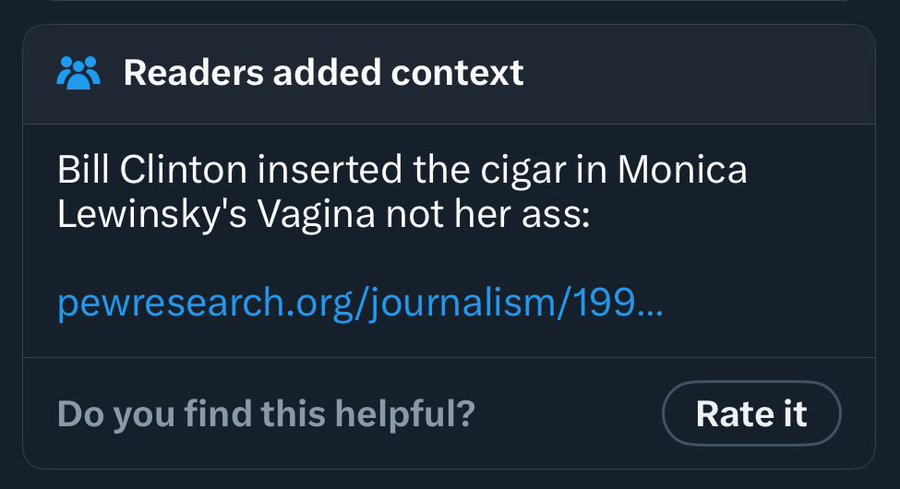 Readers added context
Bill Clinton inserted the cigar in Monica
Lewinsky's Vagina not her ass:
pewresearch.org/journalism/199...
Do you find this helpful?
Rate it